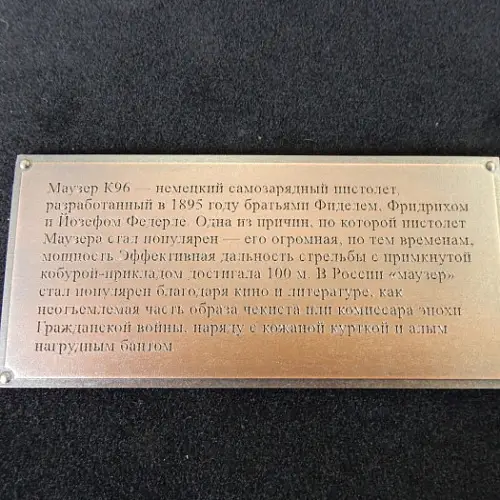 Маузер К96 — немецкий самозарядный пистолет,
разработанный в 1895 году братьями Фиделем, Фридрихом
и Йозефом Федерле. Одна из причин, по которой пистолет
Маузера стал популярен — его огромная, по тем временам,
мощность. Эффективная дальность стрельбы с примкнутой
кобурой-прикладом достигала 100 м. В России «маузер»
стал популярен благодаря кино и литературе, как
неотъемлемая часть образа чекиста или комиссара эпохи
Гражданской войны, наряду с кожаной курткой и алым
нагрудным бантом